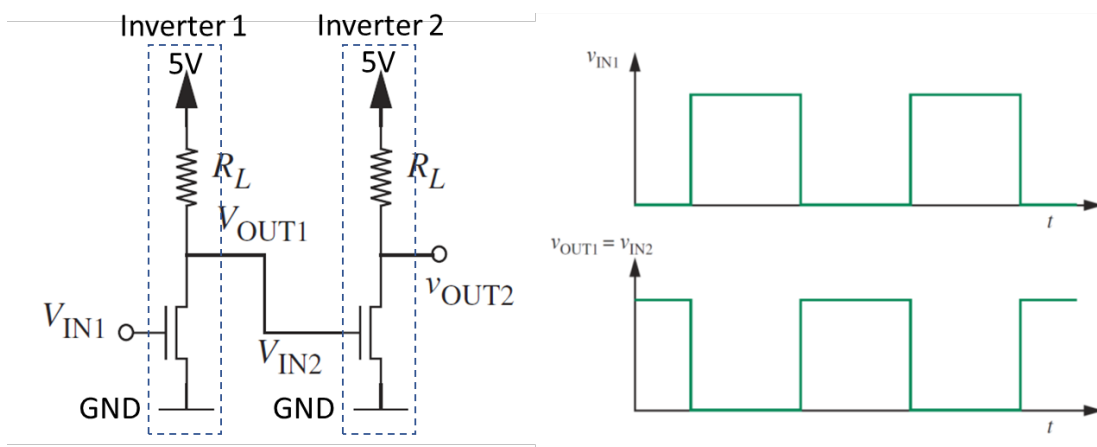 Inverter 1
Inverter 2
5V
5V
R_L
R_L
V_OUT1
v_OUT2
V_IN1
V_IN2
GND
GND
v_IN1
t
v_OUT1 = v_IN2
t